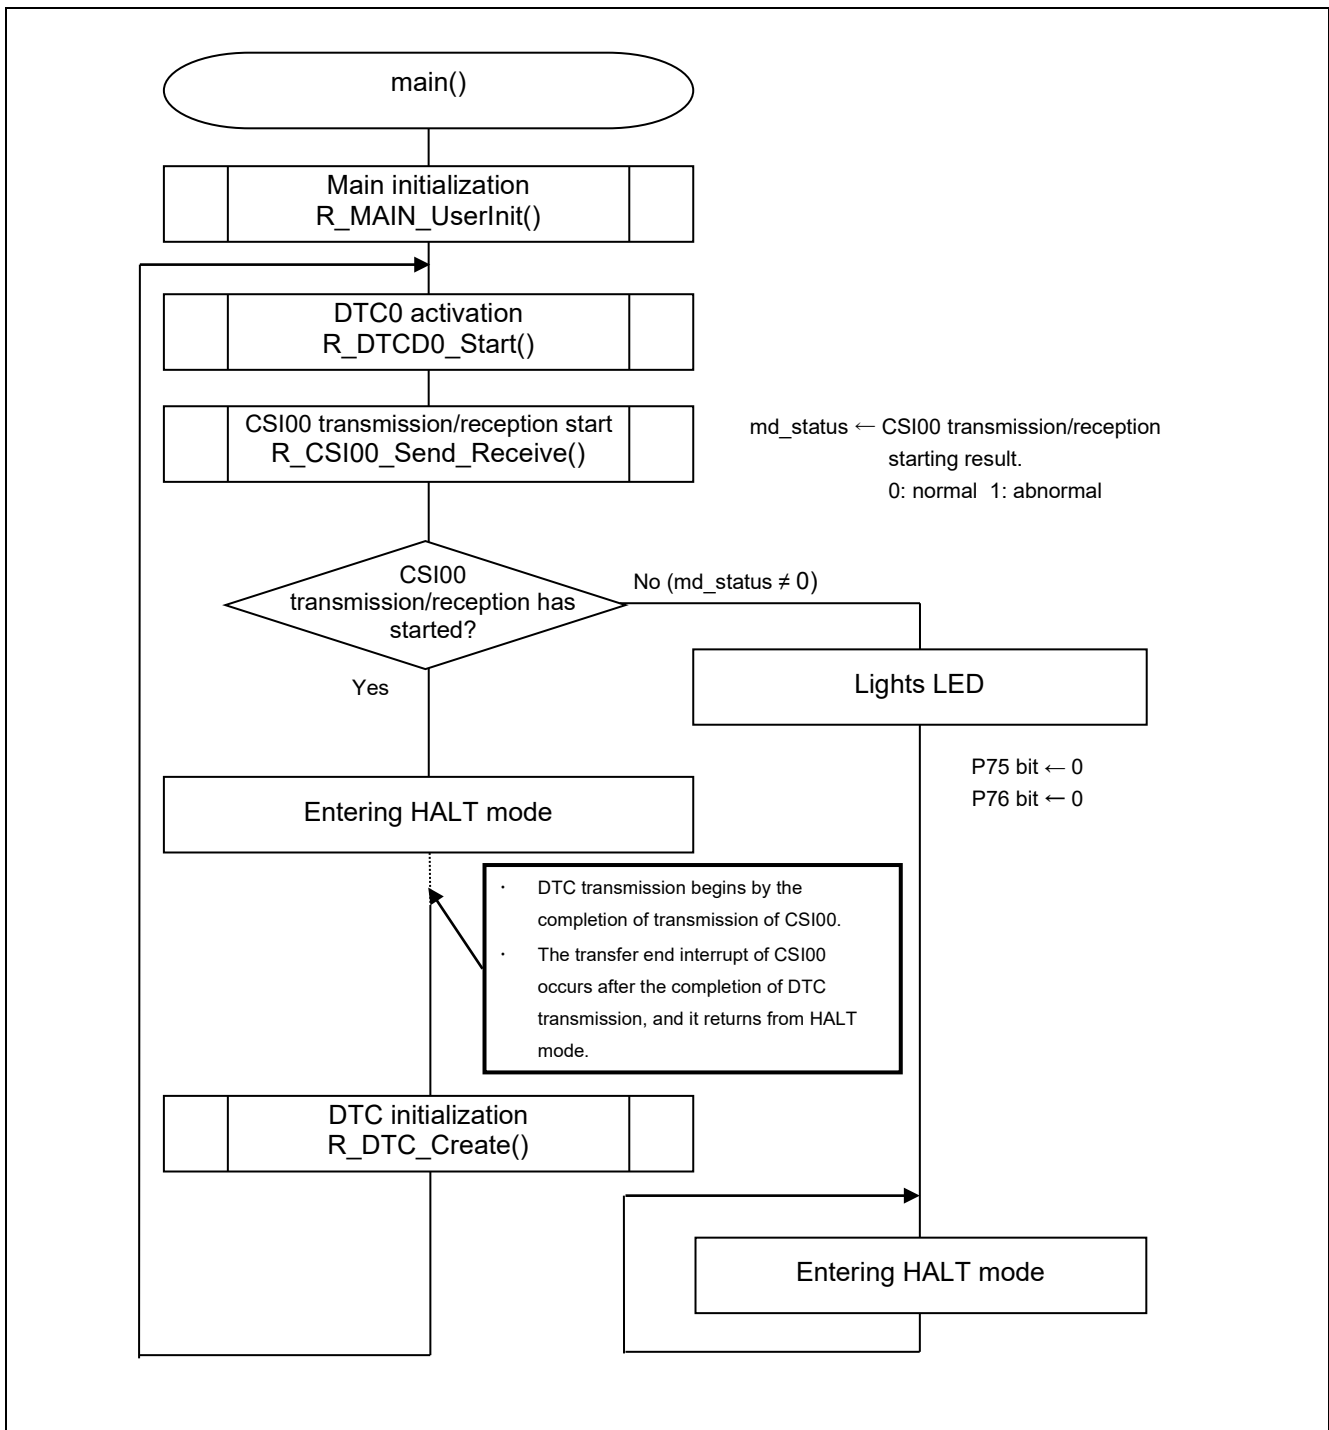 main()
Main initialization
R_MAIN_UserInit()
DTC0 activation
R_DTCD0_Start()
CSI00 transmission/reception start
R_CSI00_Send_Receive()
md_status ← CSI00 transmission/reception
starting result.
0: normal 1: abnormal
CSI00
transmission/reception has
started?
No (md_status ≠ 0)
Yes
Lights LED
P75 bit ← 0
P76 bit ← 0
Entering HALT mode
· DTC transmission begins by the
completion of transmission of CSI00.
· The transfer end interrupt of CSI00
occurs after the completion of DTC
transmission, and it returns from HALT
mode.
DTC initialization
R_DTC_Create()
Entering HALT mode